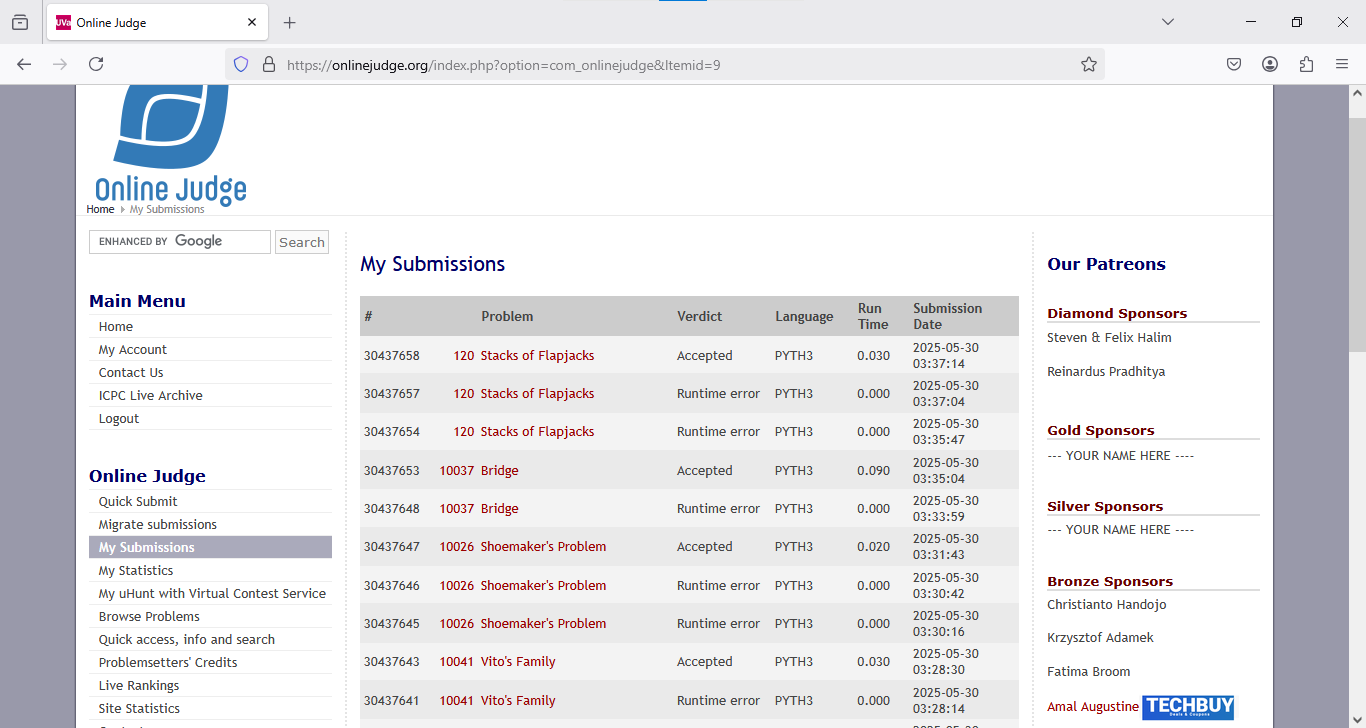 Online Judge
https://onlinejudge.org/index.php?option=com_onlinejudge&Itemid=9
Online Judge
Home My Submissions
ENHANCED BY Google Search
Main Menu
Home
My Account
Contact Us
ICPC Live Archive
Logout
Online Judge
Quick Submit
Migrate submissions
My Submissions
My Statistics
My uHunt with Virtual Contest Service
Browse Problems
Quick access, info and search
Problemsetters' Credits
Live Rankings
Site Statistics
My Submissions
# Problem Verdict Language Run Time Submission Date
30437658 120 Stacks of Flapjacks Accepted PYTH3 0.030 2025-05-30 03:37:14
30437657 120 Stacks of Flapjacks Runtime error PYTH3 0.000 2025-05-30 03:37:04
30437654 120 Stacks of Flapjacks Runtime error PYTH3 0.000 2025-05-30 03:35:47
30437653 10037 Bridge Accepted PYTH3 0.090 2025-05-30 03:35:04
30437648 10037 Bridge Runtime error PYTH3 0.000 2025-05-30 03:33:59
30437647 10026 Shoemaker's Problem Accepted PYTH3 0.020 2025-05-30 03:31:43
30437646 10026 Shoemaker's Problem Runtime error PYTH3 0.000 2025-05-30 03:30:42
30437645 10026 Shoemaker's Problem Runtime error PYTH3 0.000 2025-05-30 03:30:16
30437643 10041 Vito's Family Accepted PYTH3 0.030 2025-05-30 03:28:30
30437641 10041 Vito's Family Runtime error PYTH3 0.000 2025-05-30 03:28:14
Our Patreons
Diamond Sponsors
Steven & Felix Halim
Reinardus Pradhitya
Gold Sponsors
--- YOUR NAME HERE ----
Silver Sponsors
--- YOUR NAME HERE ----
Bronze Sponsors
Christianto Handojo
Krzysztof Adamek
Fatima Broom
Amal Augustine TECHBUY
Deals & Coupons